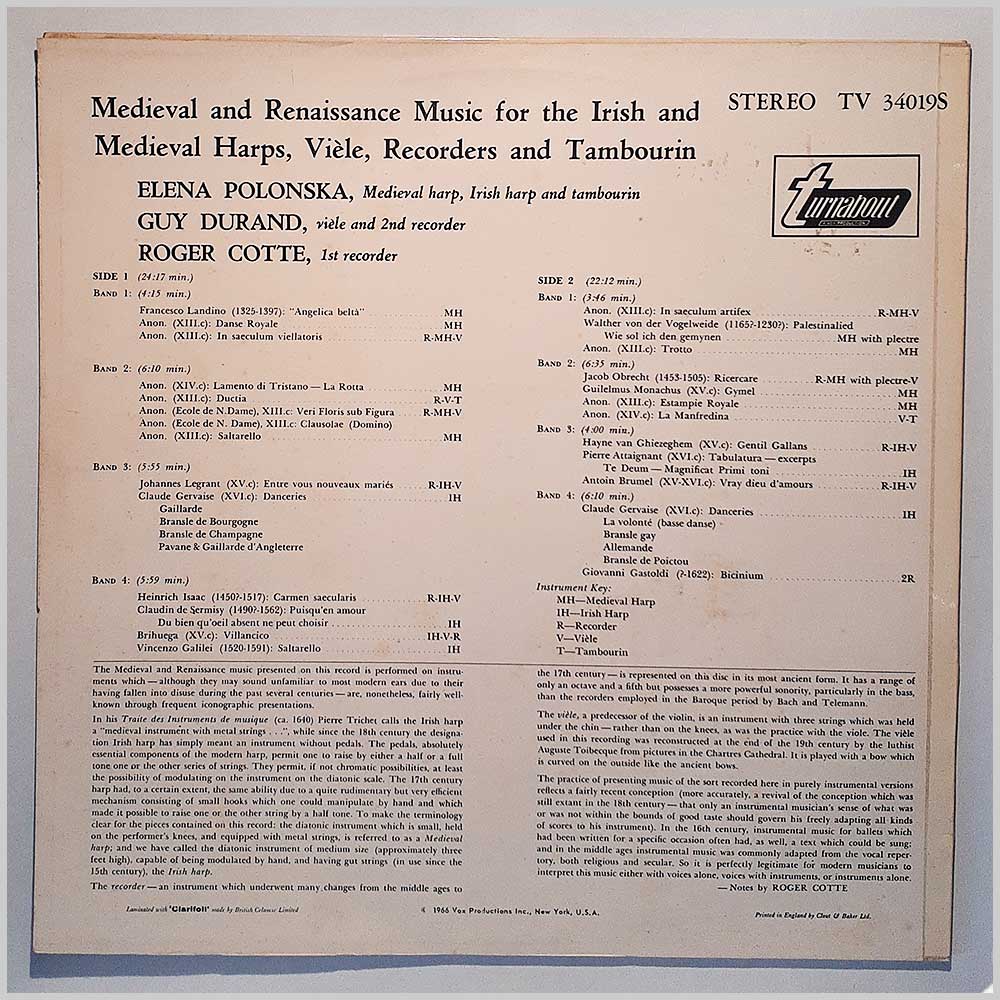 Medieval and Renaissance Music for the Irish and
Medieval Harps, Vièle, Recorders and Tambourin
STEREO TV 34019S
turnabout
ELENA POLONSKA, Medieval harp, Irish harp and tambourin
GUY DURAND, vièle and 2nd recorder
ROGER COTTE, 1st recorder
SIDE 1 (24:17 min.)
BAND 1: (4:15 min.)
Francesco Landino (1325-1397): "Angelica beltà" MH
Anon. (XIII.c): Danse Royale MH
Anon. (XIII.c): In saeculum viellatoris R-MH-V
BAND 2: (6:10 min.)
Anon. (XIV.c): Lamento di Tristano — La Rotta MH
Anon. (XIII.c): Ductia R-V-T
Anon. (Ecole de N.Dame), XIII.c: Veri Floris sub Figura R-MH-V
Anon. (Ecole de N. Dame), XIII.c: Clausolae (Domino)
Anon. (XIII.c): Saltarello MH
BAND 3: (5:55 min.)
Johannes Legrant (XV.c): Entre vous nouveaux mariés R-IH-V
Claude Gervaise (XVI.c): Danceries IH
Gaillarde
Bransle de Bourgogne
Bransle de Champagne
Pavane & Gaillarde d'Angleterre
BAND 4: (5:59 min.)
Heinrich Isaac (1450?-1517): Carmen saecularis R-IH-V
Claudin de Sermisy (1490?-1562): Puisqu'en amour
Du bien qu'oeil absent ne peut choisir IH
Brihuega (XV.c): Villancico IH-V-R
Vincenzo Galilei (1520-1591): Saltarello IH
SIDE 2 (22:12 min.)
BAND 1: (3:46 min.)
Anon. (XIII.c): In saeculum artifex R-MH-V
Walther von der Vogelweide (1165?-1230?): Palestinalied
Wie sol ich den gemynen MH with plectre
Anon. (XIII.c): Trotto MH
BAND 2: (6:35 min.)
Jacob Obrecht (1453-1505): Ricercare R-MH with plectre-V
Guilelmus Monachus (XV.c): Gymel MH
Anon. (XIII.c): Estampie Royale MH
Anon. (XIV.c): La Manfredina V-T
BAND 3: (4:00 min.)
Hayne van Ghiezeghem (XV.c): Gentil Gallans R-IH-V
Pierre Attaignant (XVI.c): Tabulatura — excerpts
Te Deum — Magnificat Primi toni IH
Antoin Brumel (XV-XVI.c): Vray dieu d'amours R-IH-V
BAND 4: (6:10 min.)
Claude Gervaise (XVI.c): Danceries IH
La volonté (basse danse)
Bransle gay
Allemande
Bransle de Poictou
Giovanni Gastoldi (?-1622): Bicinium 2R
Instrument Key:
MH—Medieval Harp
IH—Irish Harp
R—Recorder
V—Vièle
T—Tambourin
The Medieval and Renaissance music presented on this record is performed on instru-
ments which — although they may sound unfamiliar to most modern ears due to their
having fallen into disuse during the past several centuries — are, nonetheless, fairly well-
known through frequent iconographic presentations.
In his Traite des Instruments de musique (ca. 1640) Pierre Trichet calls the Irish harp
a "medieval instrument with metal strings . . .", while since the 18th century the designa-
tion Irish harp has simply meant an instrument without pedals. The pedals, absolutely
essential components of the modern harp, permit one to raise by either a half or a full
tone one or the other series of strings. They permit, if not chromatic possibilities, at least
the possibility of modulating on the instrument on the diatonic scale. The 17th century
harp had, to a certain extent, the same ability due to a quite rudimentary but very efficient
mechanism consisting of small hooks which one could manipulate by hand and which
made it possible to raise one or the other string by a half tone. To make the terminology
clear for the pieces contained on this record: the diatonic instrument which is small, held
on the performer's knees, and equipped with metal strings, is referred to as a Medieval
harp; and we have called the diatonic instrument of medium size (approximately three
feet high), capable of being modulated by hand, and having gut strings (in use since the
15th century), the Irish harp.
The recorder — an instrument which underwent many changes from the middle ages to
the 17th century — is represented on this disc in its most ancient form. It has a range of
only an octave and a fifth but possesses a more powerful sonority, particularly in the bass,
than the recorders employed in the Baroque period by Bach and Telemann.
The vièle, a predecessor of the violin, is an instrument with three strings which was held
under the chin — rather than on the knees, as was the practice with the viole. The vièle
used in this recording was reconstructed at the end of the 19th century by the luthist
Auguste Toibecque from pictures in the Chartres Cathedral. It is played with a bow which
is curved on the outside like the ancient bows.
The practice of presenting music of the sort recorded here in purely instrumental versions
reflects a fairly recent conception (more accurately, a revival of the conception which was
still extant in the 18th century — that only an instrumental musician's sense of what was
or was not within the bounds of good taste should govern his freely adapting all kinds
of scores to his instrument). In the 16th century, instrumental music for ballets which
had been written for a specific occasion often had, as well, a text which could be sung;
and in the middle ages instrumental music was commonly adapted from the vocal reper-
tory, both religious and secular. So it is perfectly legitimate for modern musicians to
interpret this music either with voices alone, voices with instruments, or instruments alone.
— Notes by ROGER COTTE
Laminated with 'Clarifoil' made by British Celanese Limited
© 1966 Vox Productions Inc., New York, U.S.A.
Printed in England by Clout & Baker Ltd.